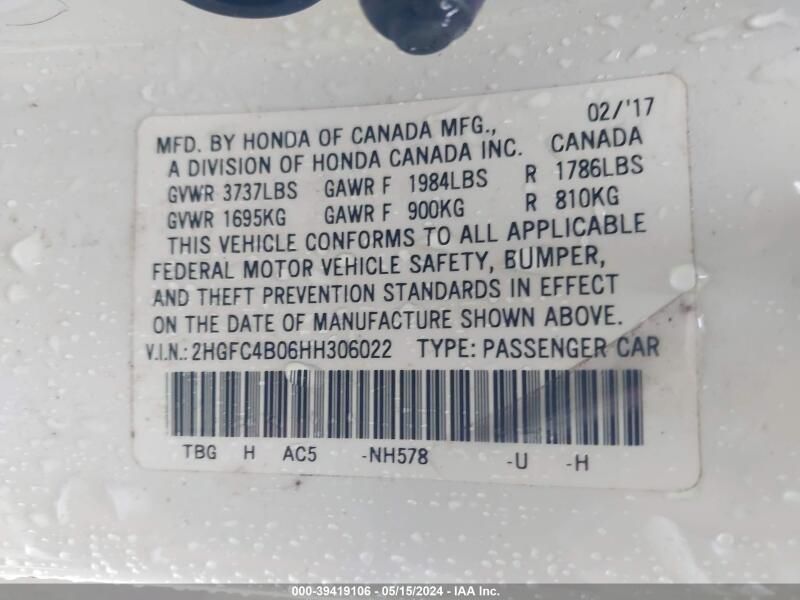 02/'17
MFD. BY HONDA OF CANADA MFG.,
A DIVISION OF HONDA CANADA INC. CANADA
GVWR 3737LBS GAWR F 1984LBS R 1786LBS
GVWR 1695KG GAWR F 900KG R 810KG
THIS VEHICLE CONFORMS TO ALL APPLICABLE
FEDERAL MOTOR VEHICLE SAFETY, BUMPER,
AND THEFT PREVENTION STANDARDS IN EFFECT
ON THE DATE OF MANUFACTURE SHOWN ABOVE.
V.I.N.: 2HGFC4B06HH306022 TYPE: PASSENGER CAR
TBG H AC5 -NH578 -U -H
000-39419106 - 05/15/2024 - IAA Inc.